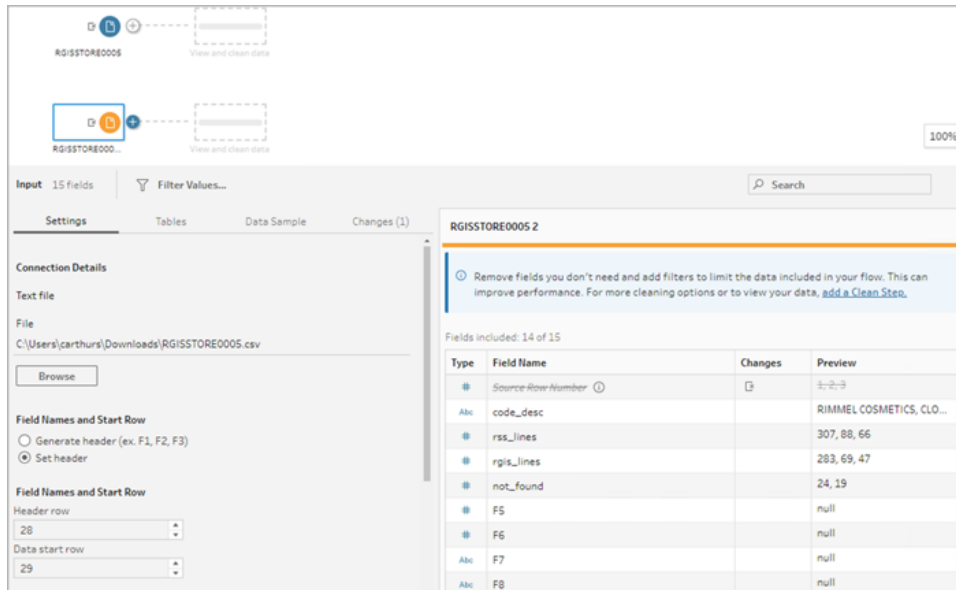 RGISSTORE0005
View and clean data
RGISSTORE000...
View and clean data
100%
Input 15 fields Filter Values...
Search
Settings Tables Data Sample Changes (1)
Connection Details
Text file
File
C:\Users\carthurs\Downloads\RGISSTORE0005.csv
Browse
Field Names and Start Row
Generate header (ex. F1, F2, F3)
Set header
Field Names and Start Row
Header row
28
Data start row
29
RGISSTORE0005 2
Remove fields you don't need and add filters to limit the data included in your flow. This can
improve performance. For more cleaning options or to view your data, add a Clean Step.
Fields included: 14 of 15
Type Field Name Changes Preview
# Source Row Number 1, 2, 3
Abc code_desc RIMMEL COSMETICS, CLO...
# rss_lines 307, 88, 66
# rgis_lines 283, 69, 47
# not_found 24, 19
# F5 null
# F6 null
Abc F7 null
Abc F8 null